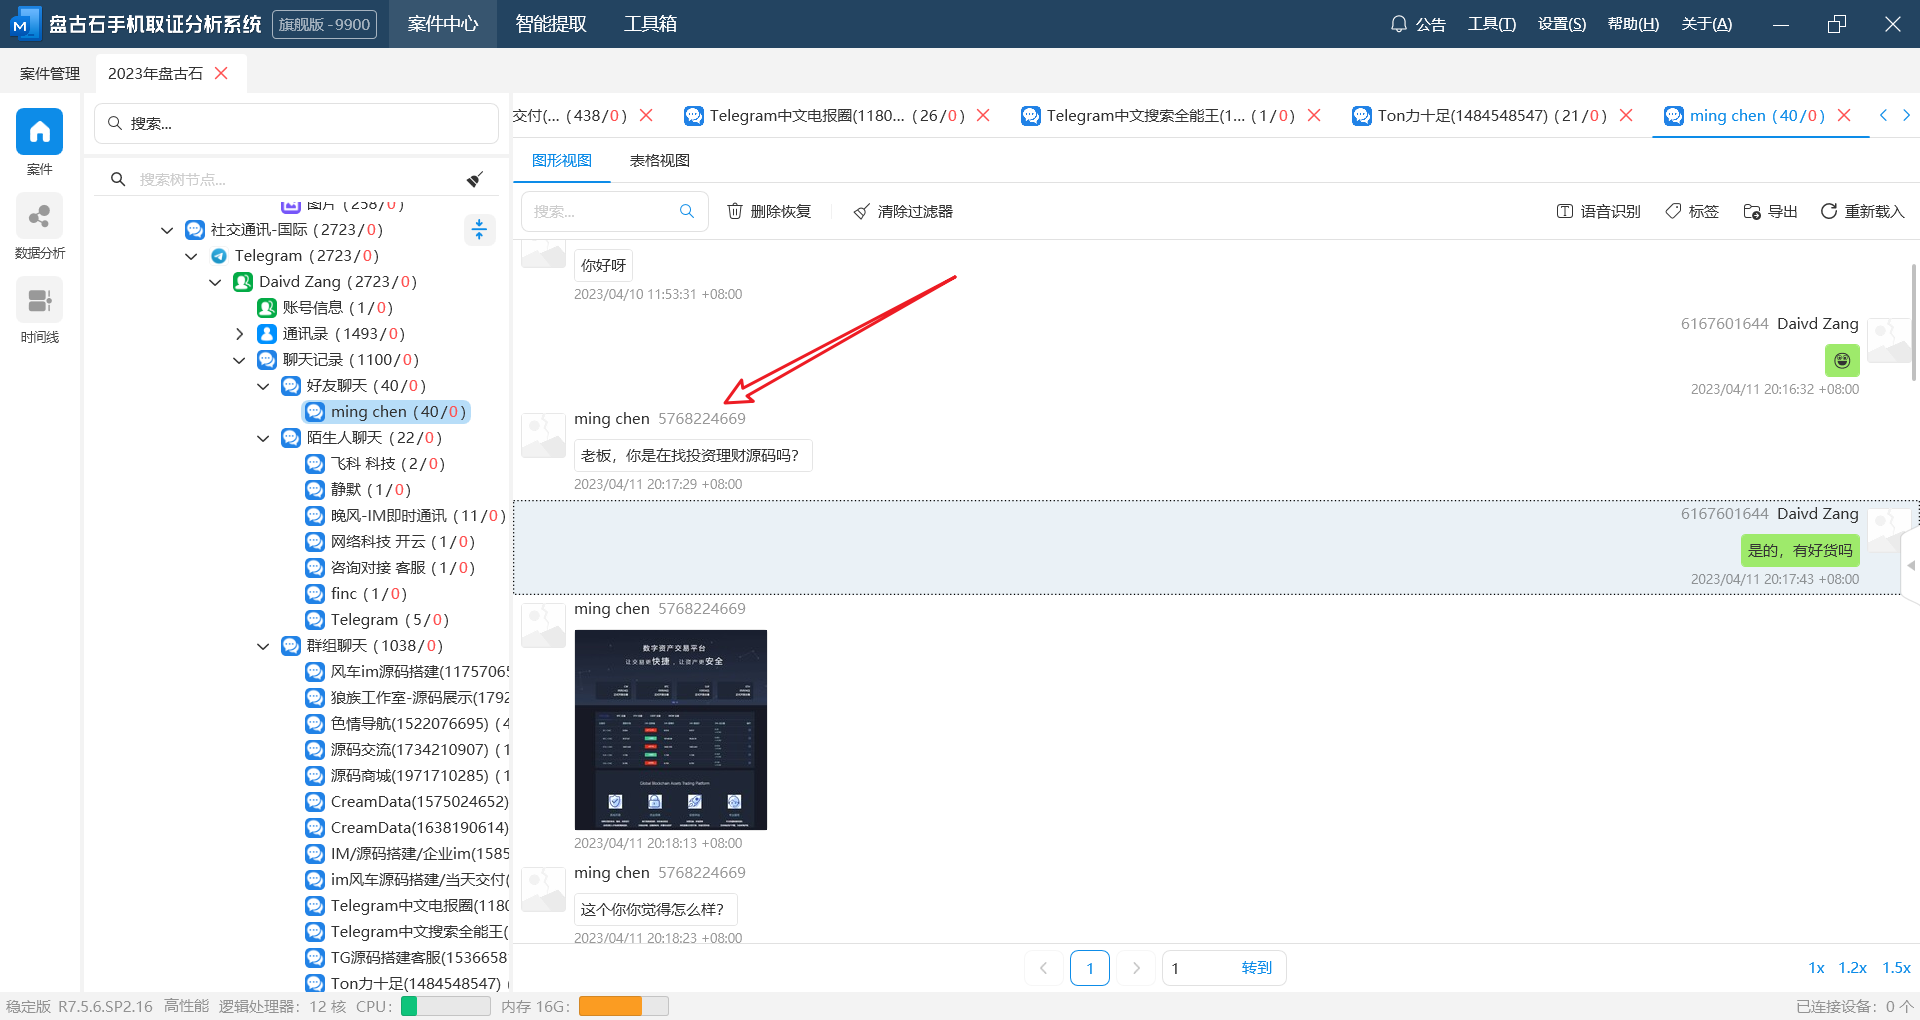 盘古石手机取证分析系统 旗舰版 - 9900 案件中心 智能提取 工具箱 公告 工具(T) 设置(S) 帮助(H) 关于(A)
案件管理 2023年盘古石
案件
数据分析
时间线
搜索...
搜索树节点...
图片 (258/0)
社交通讯-国际 (2723/0)
Telegram (2723/0)
Daivd Zang (2723/0)
账号信息 (1/0)
通讯录 (1493/0)
聊天记录 (1100/0)
好友聊天 (40/0)
ming chen (40/0)
陌生人聊天 (22/0)
飞科 科技 (2/0)
静默 (1/0)
晚风-IM即时通讯 (11/0)
网络科技 开云 (1/0)
咨询对接 客服 (1/0)
finc (1/0)
Telegram (5/0)
群组聊天 (1038/0)
风车im源码搭建(11757065
狼族工作室-源码展示(1792
色情导航(1522076695) (4
源码交流(1734210907) (1
源码商城(1971710285) (1
CreamData(1575024652)
CreamData(1638190614)
IM/源码搭建/企业im(1585
im风车源码搭建/当天交付(
Telegram中文电报圈(1180
Telegram中文搜索全能王(
TG源码搭建客服(1536658
Ton力十足(1484548547) (
交付(... (438/0) Telegram中文电报圈(1180... (26/0) Telegram中文搜索全能王(1... (1/0) Ton力十足(1484548547) (21/0) ming chen (40/0)
图形视图 表格视图
搜索... 删除恢复 清除过滤器 语音识别 标签 导出 重新载入
你好呀
2023/04/10 11:53:31 +08:00
6167601644 Daivd Zang
2023/04/11 20:16:32 +08:00
ming chen 5768224669
老板，你是在找投资理财源码吗？
2023/04/11 20:17:29 +08:00
6167601644 Daivd Zang
是的，有好货吗
2023/04/11 20:17:43 +08:00
ming chen 5768224669
数字资产交易平台
让交易更快捷，让资产更安全
Global Blockchain Assets Trading Platform
2023/04/11 20:18:13 +08:00
ming chen 5768224669
这个你你觉得怎么样？
2023/04/11 20:18:23 +08:00
1 1 转到 1x 1.2x 1.5x
稳定版 R7.5.6.SP2.16 高性能 逻辑处理器：12 核 CPU： 内存 16G： 已连接设备：0 个